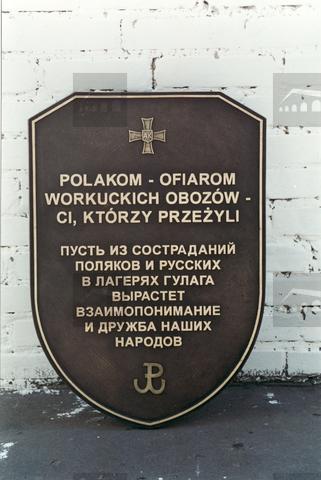 AK
POLAKOM - OFIAROM
WORKUCKICH OBOZÓW -
CI, KTÓRZY PRZEŻYLI
ПУСТЬ ИЗ СОСТРАДАНИЙ
ПОЛЯКОВ И РУССКИХ
В ЛАГЕРЯХ ГУЛАГА
ВЫРАСТЕТ
ВЗАИМОПОНИМАНИЕ
И ДРУЖБА НАШИХ
НАРОДОВ